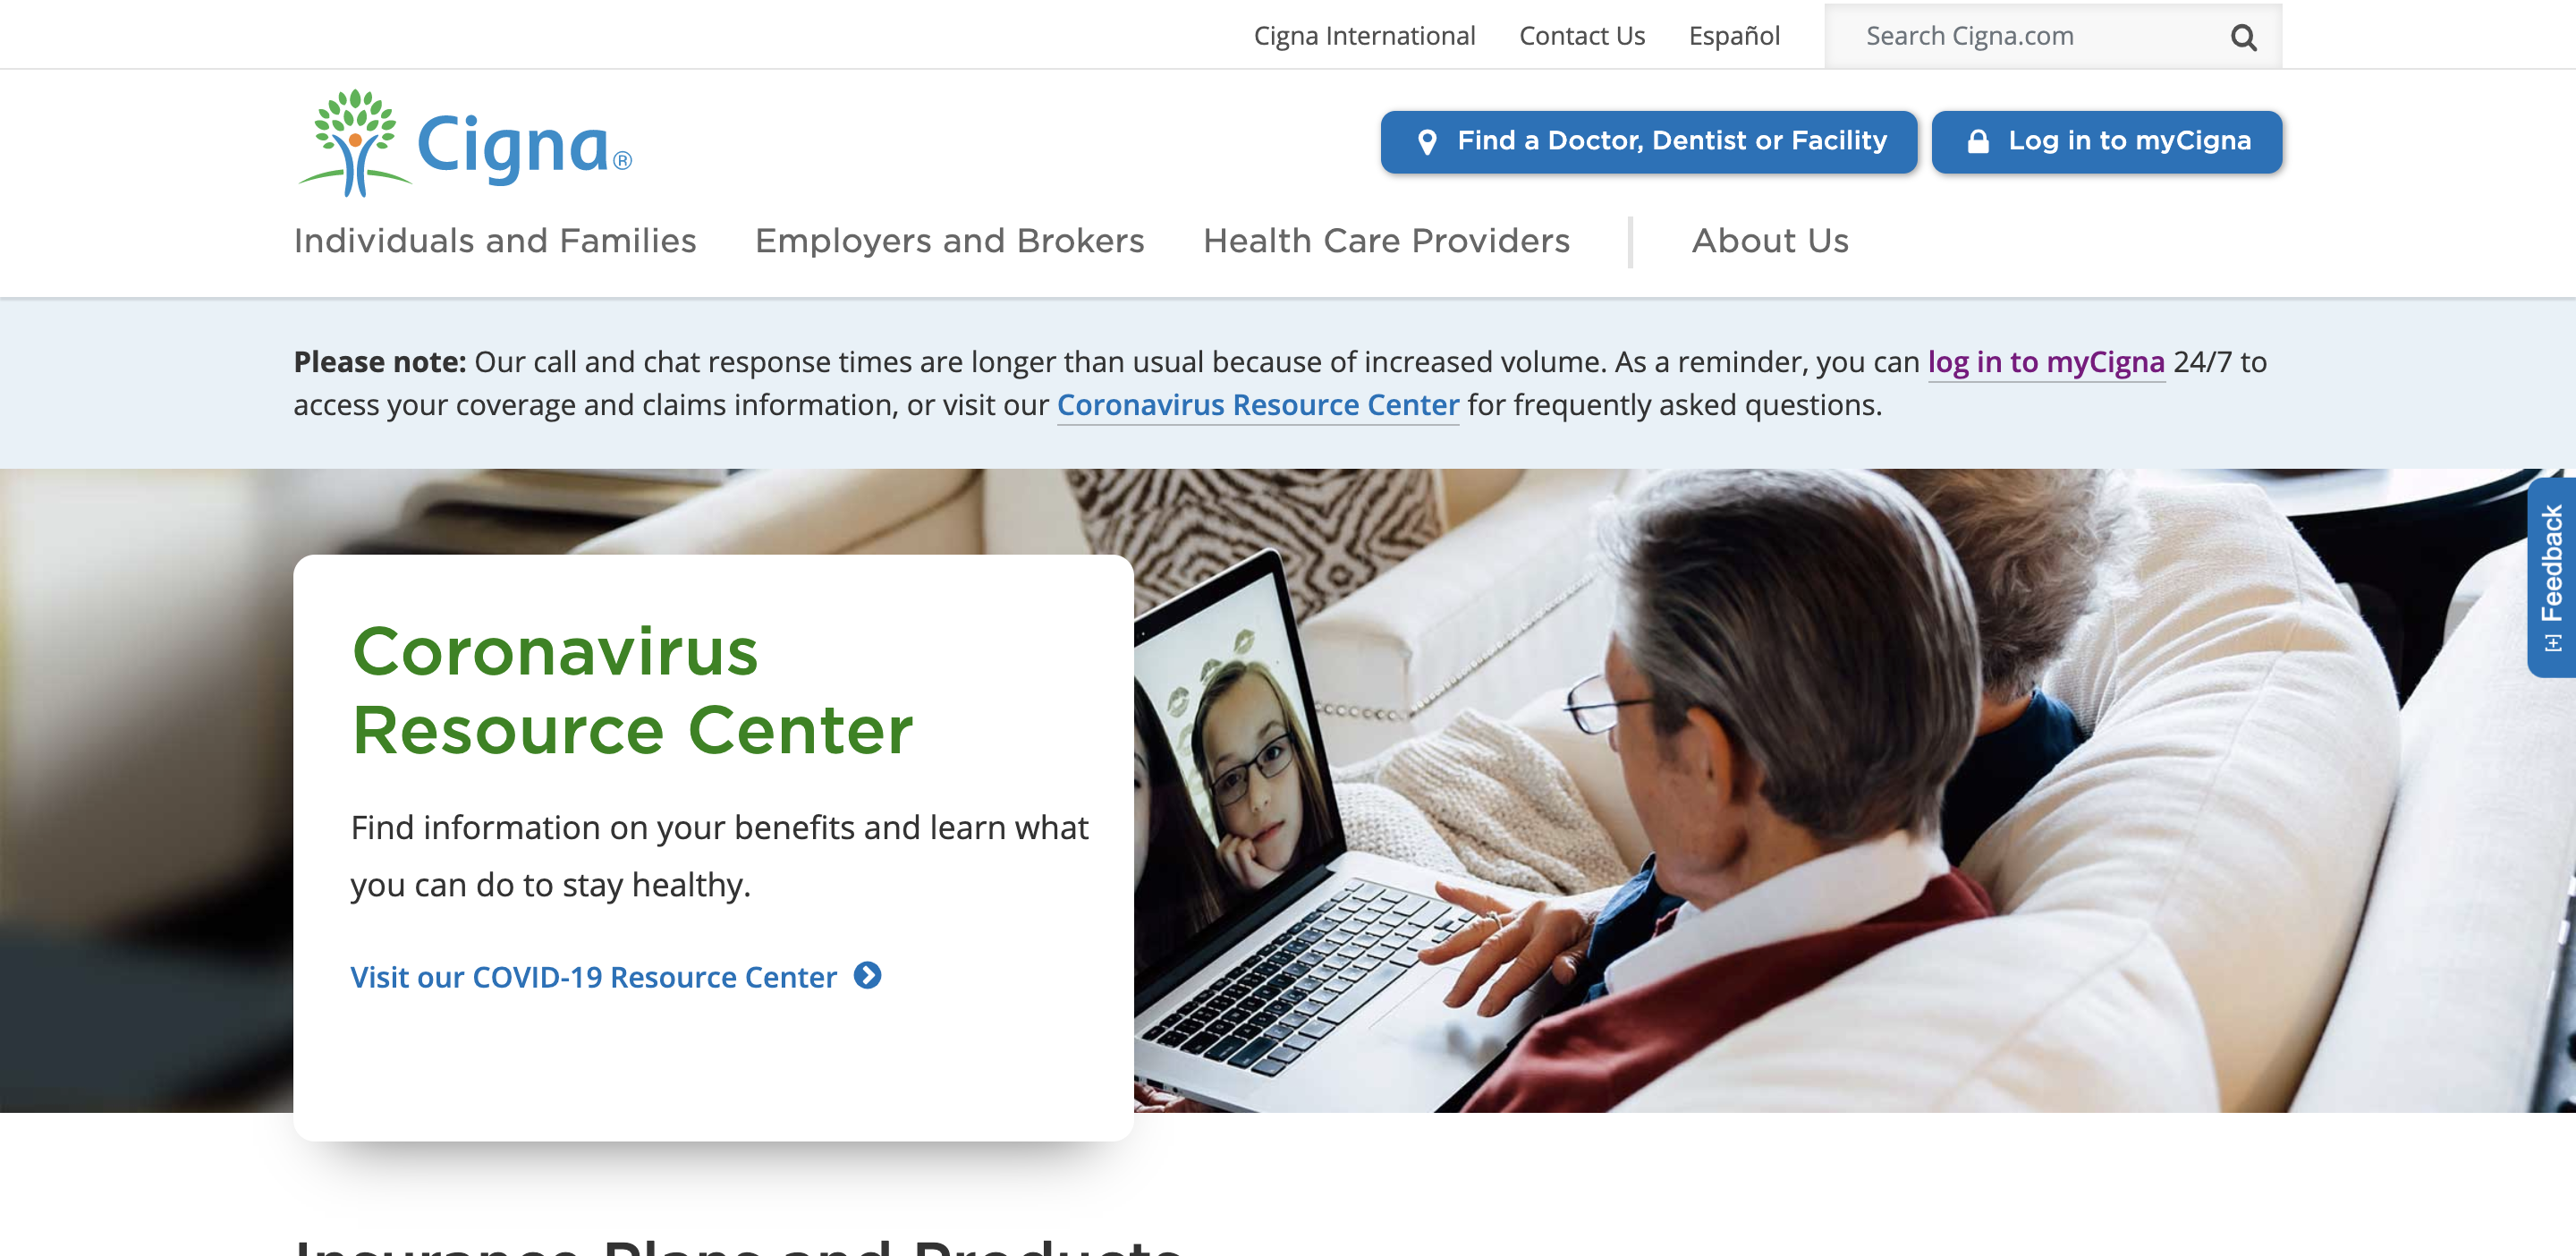 Cigna International Contact Us Español Search Cigna.com
Cigna®
Find a Doctor, Dentist or Facility Log in to myCigna
Individuals and Families Employers and Brokers Health Care Providers About Us
Please note: Our call and chat response times are longer than usual because of increased volume. As a reminder, you can log in to myCigna 24/7 to
access your coverage and claims information, or visit our Coronavirus Resource Center for frequently asked questions.
[+] Feedback
Coronavirus
Resource Center
Find information on your benefits and learn what
you can do to stay healthy.
Visit our COVID-19 Resource Center
Insurance Plans and Products